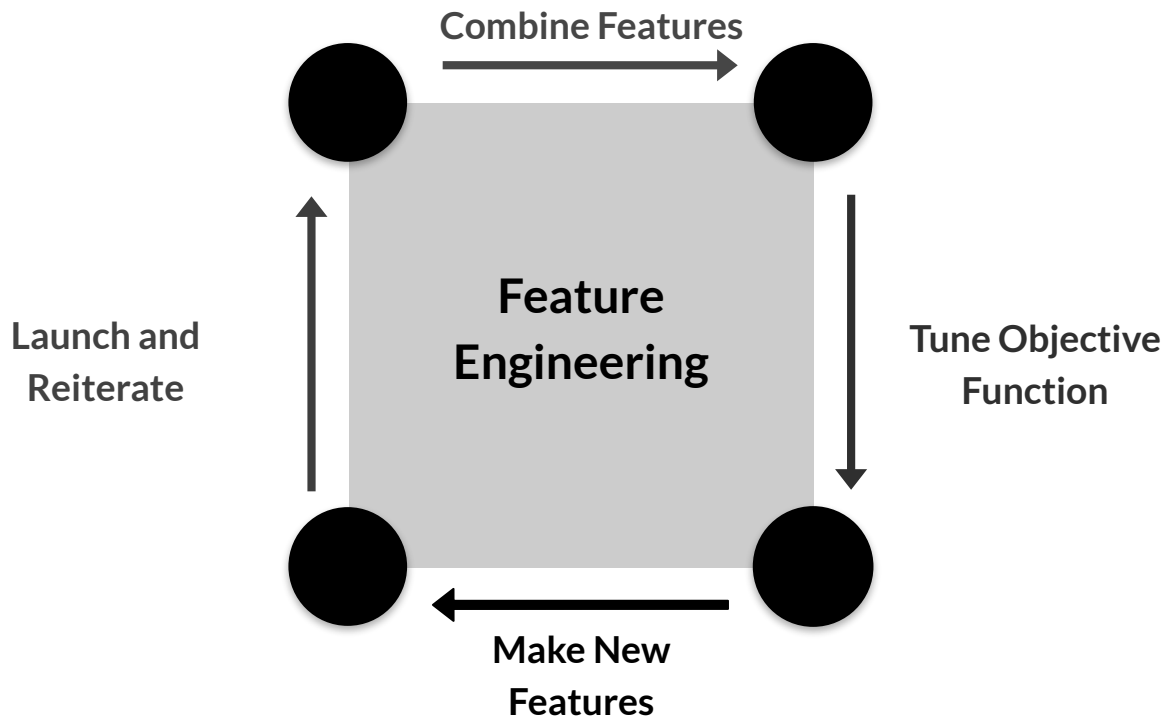 Combine Features
Feature
Engineering
Launch and
Reiterate
Tune Objective
Function
Make New
Features